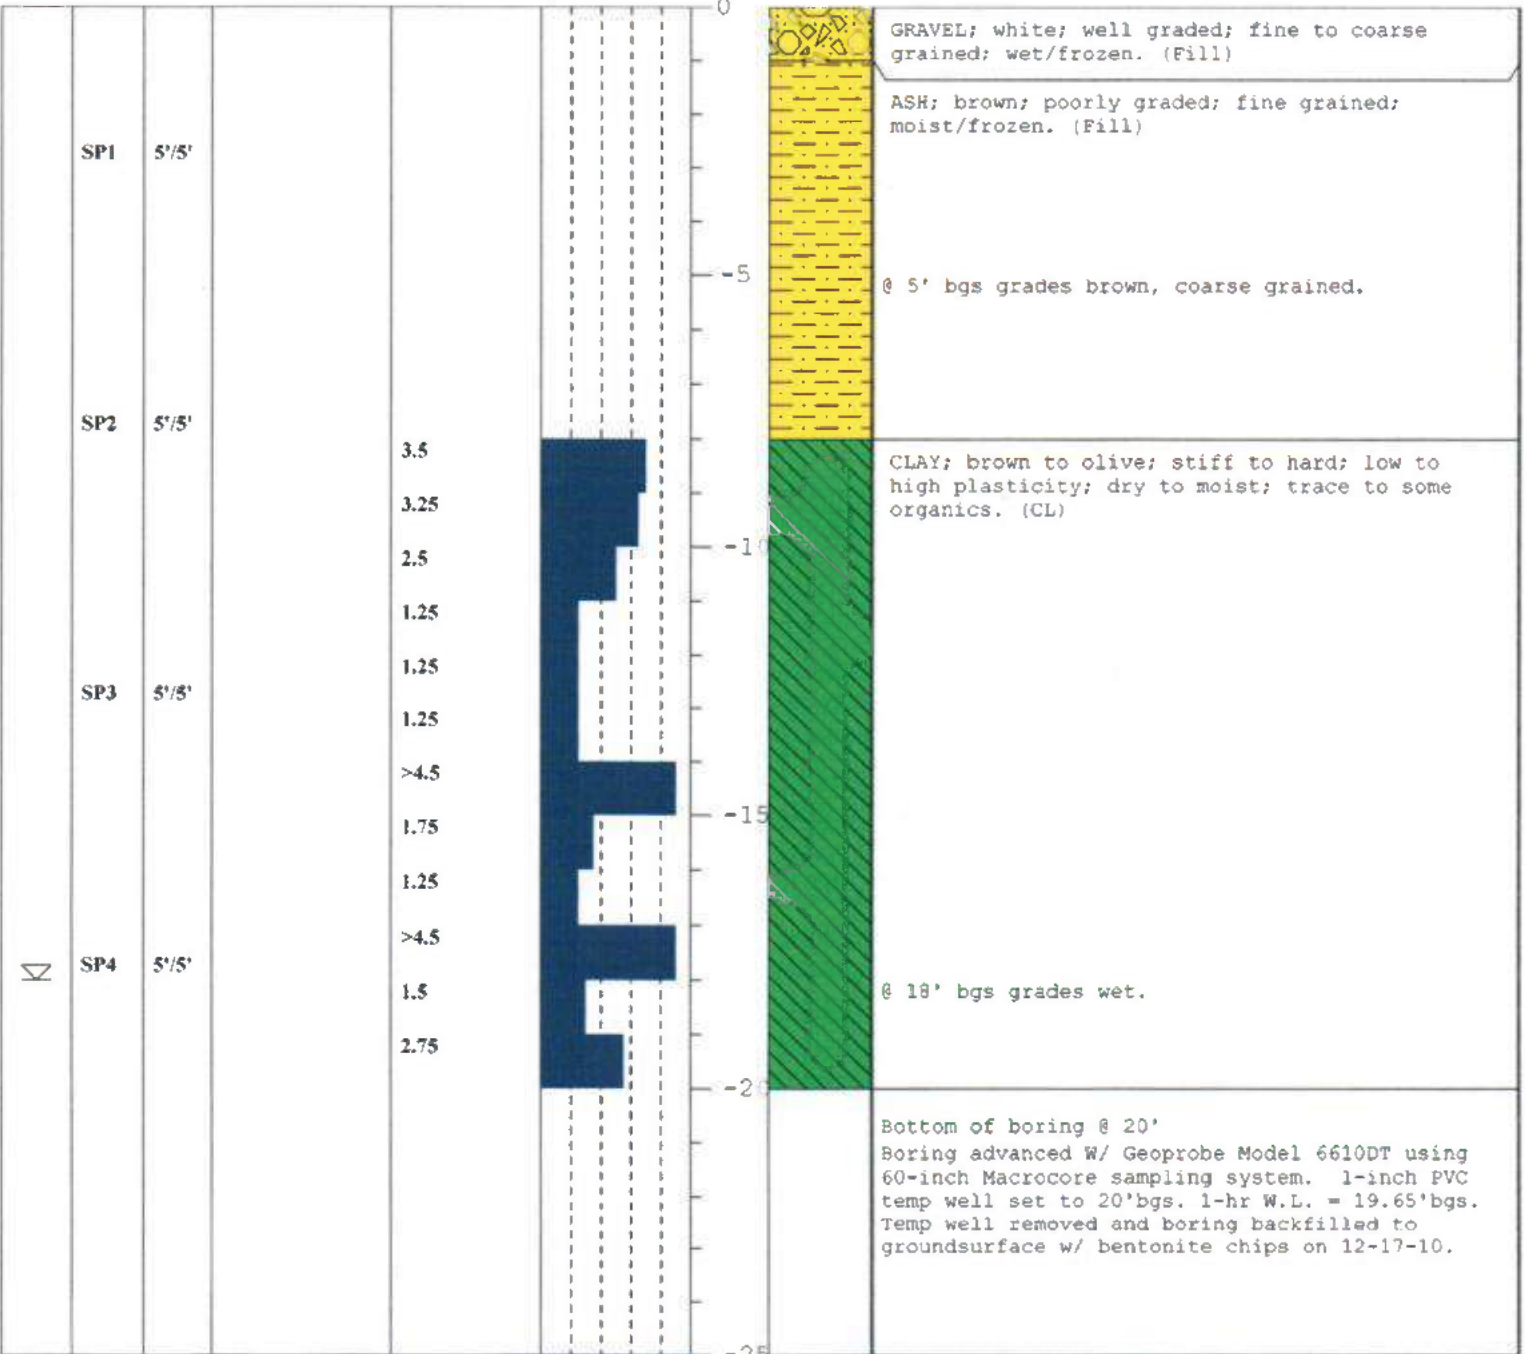 0
GRAVEL; white; well graded; fine to coarse
grained; wet/frozen. (Fill)
ASH; brown; poorly graded; fine grained;
moist/frozen. (Fill)
SP1 5'/5'
-5
@ 5' bgs grades brown, coarse grained.
SP2 5'/5'
3.5
CLAY; brown to olive; stiff to hard; low to
high plasticity; dry to moist; trace to some
organics. (CL)
3.25
-10
2.5
1.25
1.25
SP3 5'/5'
1.25
>4.5
-15
1.75
1.25
>4.5
SP4 5'/5'
1.5
@ 18' bgs grades wet.
2.75
-20
Bottom of boring @ 20'
Boring advanced W/ Geoprobe Model 6610DT using
60-inch Macrocore sampling system. 1-inch PVC
temp well set to 20'bgs. 1-hr W.L. = 19.65'bgs.
Temp well removed and boring backfilled to
groundsurface w/ bentonite chips on 12-17-10.
-25